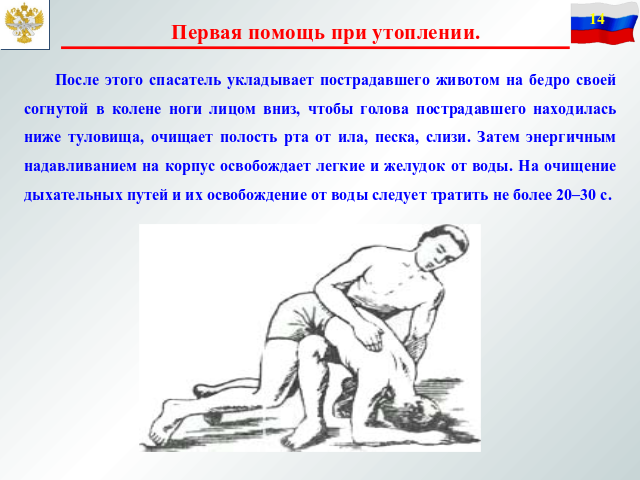 14
Первая помощь при утоплении.
После этого спасатель укладывает пострадавшего животом на бедро своей
согнутой в колене ноги лицом вниз, чтобы голова пострадавшего находилась
ниже туловища, очищает полость рта от ила, песка, слизи. Затем энергичным
надавливанием на корпус освобождает легкие и желудок от воды. На очищение
дыхательных путей и их освобождение от воды следует тратить не более 20–30 с.